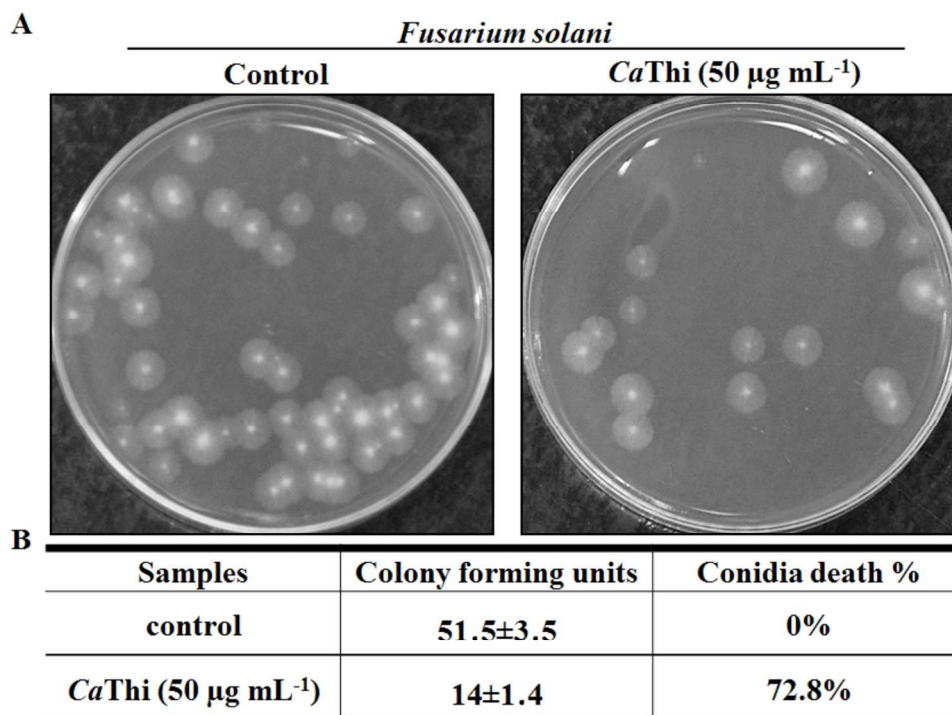 A
Fusarium solani
Control
CaThi (50 µg mL⁻¹)
B
Samples Colony forming units Conidia death %
control 51.5±3.5 0%
CaThi (50 µg mL⁻¹) 14±1.4 72.8%